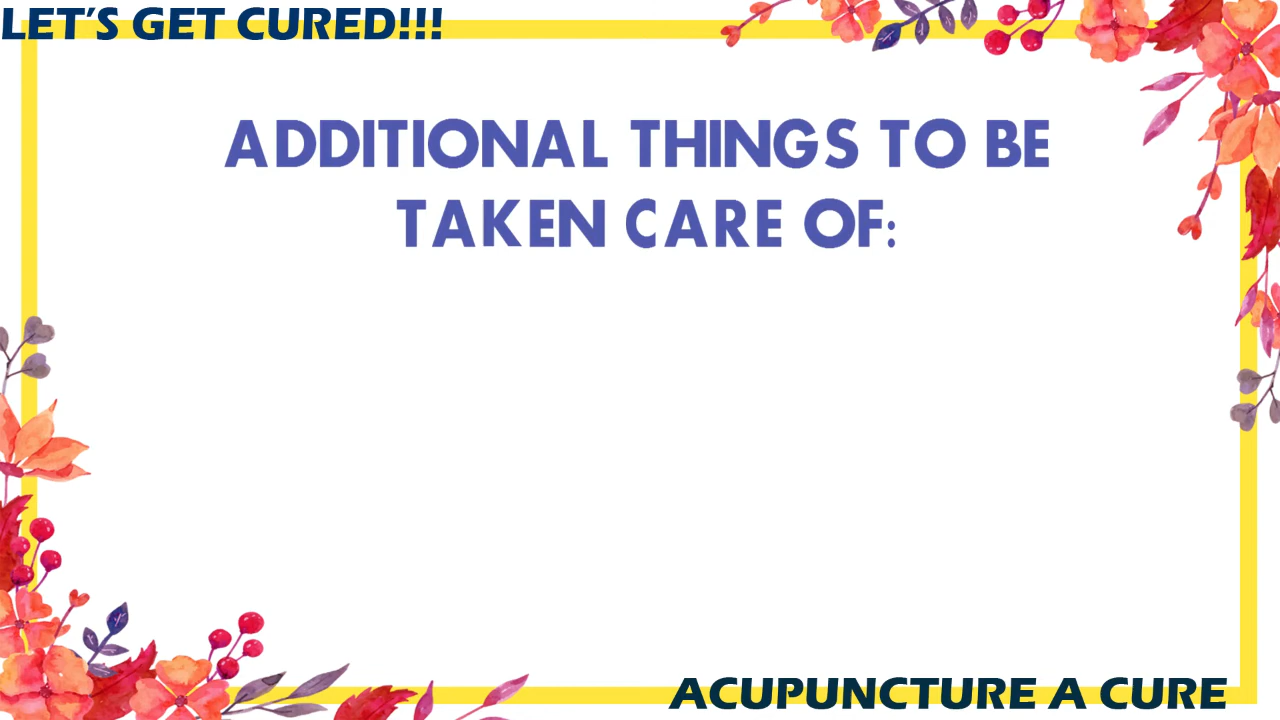 LET'S GET CURED!!!
ADDITIONAL THINGS TO BE
TAKEN CARE OF:
ACUPUNCTURE A CURE